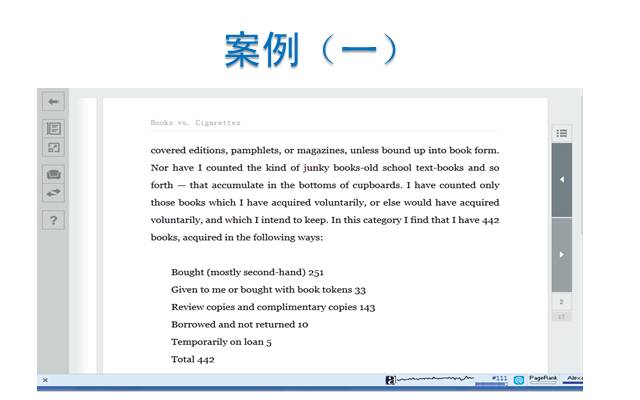 案例（一）
Books vs. Cigarettes
covered editions, pamphlets, or magazines, unless bound up into book form.
Nor have I counted the kind of junky books-old school text-books and so
forth — that accumulate in the bottoms of cupboards. I have counted only
those books which I have acquired voluntarily, or else would have acquired
voluntarily, and which I intend to keep. In this category I find that I have 442
books, acquired in the following ways:
Bought (mostly second-hand) 251
Given to me or bought with book tokens 33
Review copies and complimentary copies 143
Borrowed and not returned 10
Temporarily on loan 5
Total 442
?
2
17
#111 PageRank Alexa